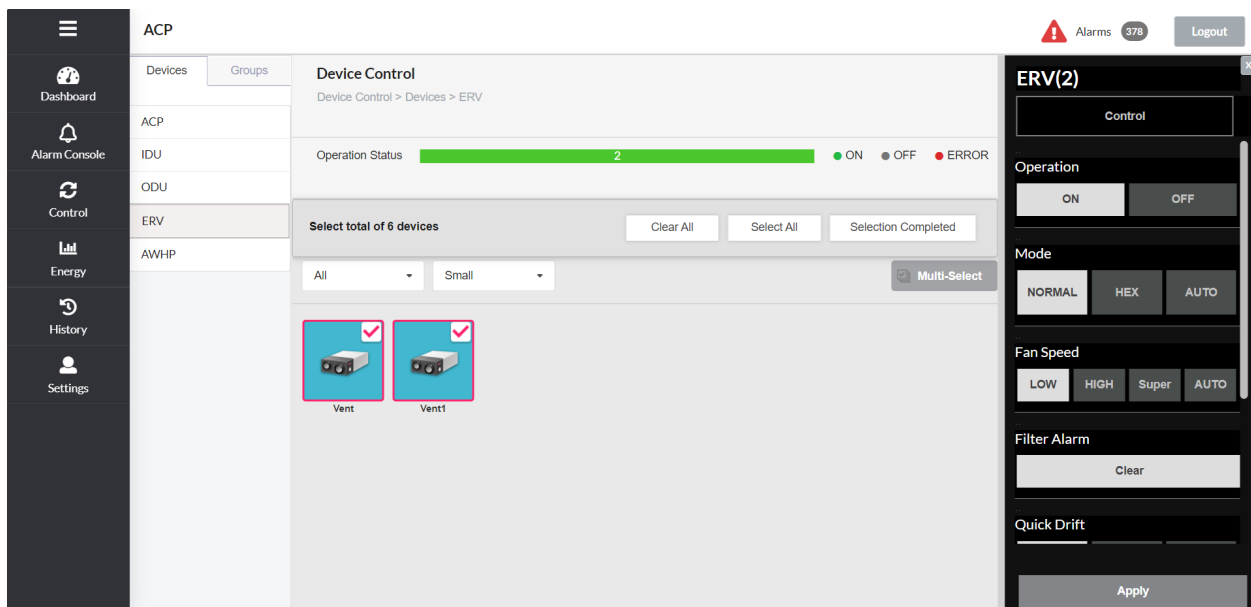 ACP
Alarms 378 Logout
Dashboard
Alarm Console
Control
Energy
History
Settings
Devices Groups
ACP
IDU
ODU
ERV
AWHP
Device Control
Device Control > Devices > ERV
Operation Status 2 ON OFF ERROR
Select total of 6 devices Clear All Select All Selection Completed
All Small Multi-Select
Vent Vent1
X
ERV(2)
Control
Operation
ON OFF
Mode
NORMAL HEX AUTO
Fan Speed
LOW HIGH Super AUTO
Filter Alarm
Clear
Quick Drift
Apply